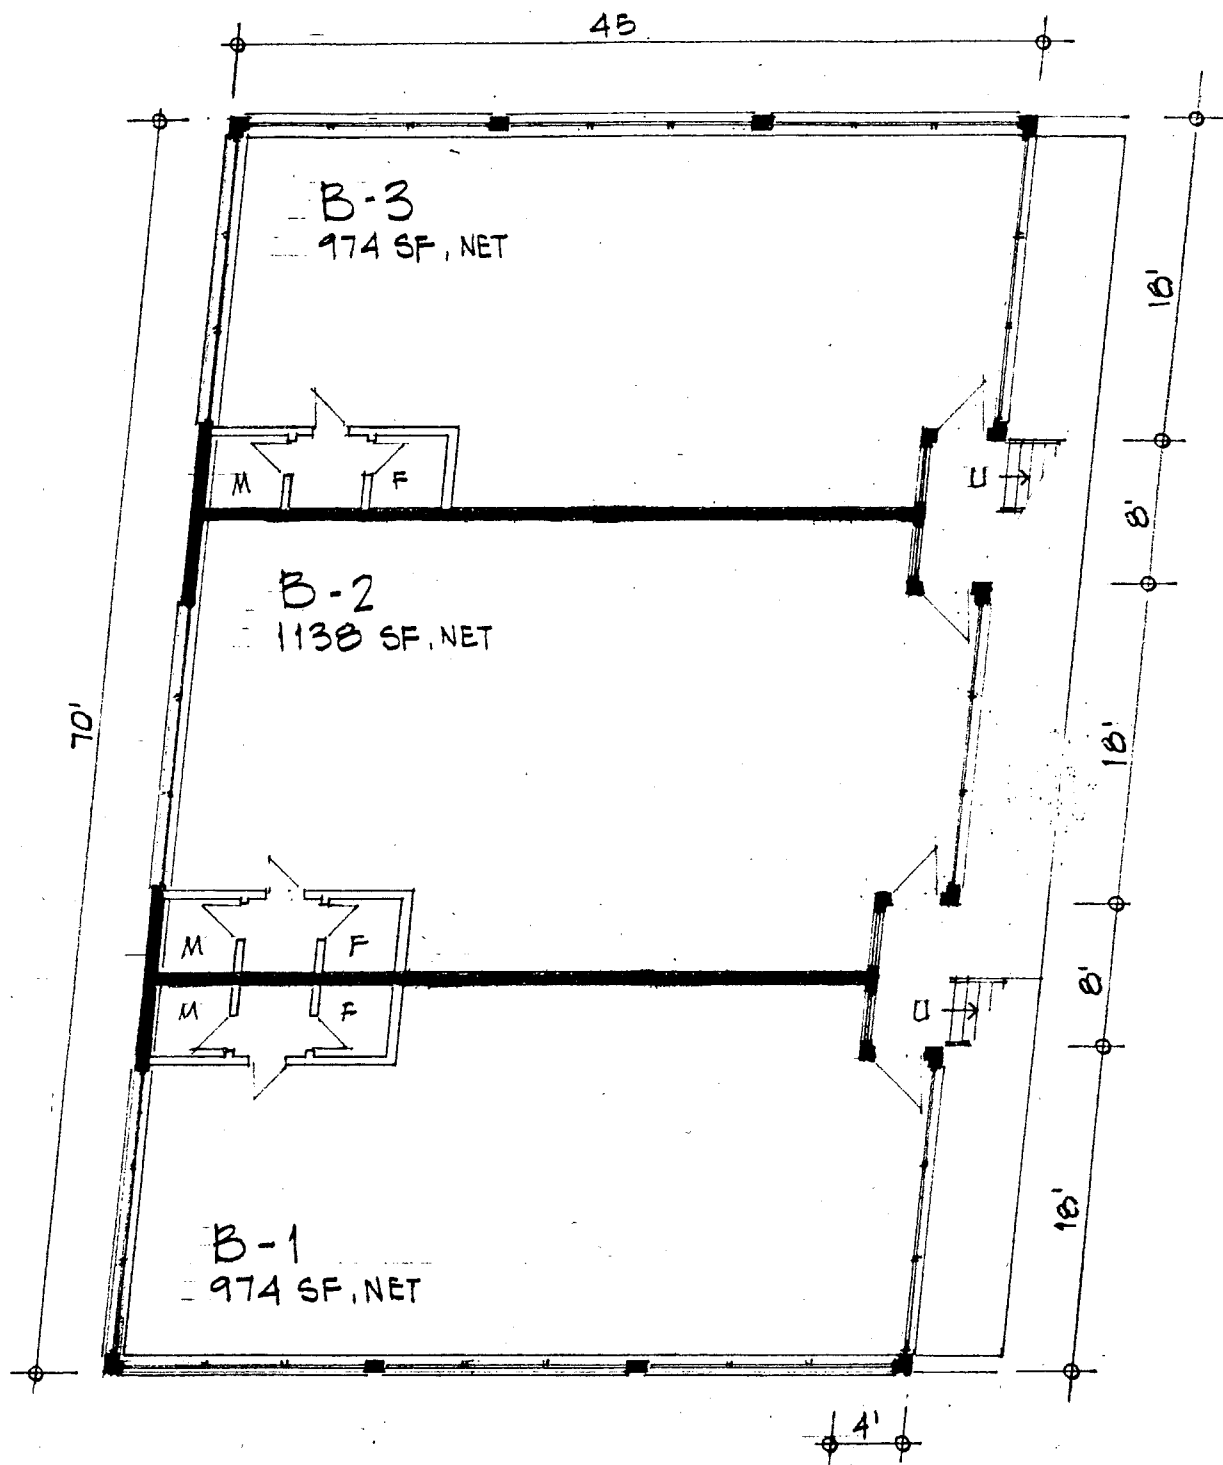 45
B-3
974 SF, NET
18'
M
F
U
8'
B-2
1138 SF, NET
70'
18'
M
F
M
F
U
8'
B-1
974 SF, NET
18'
4'